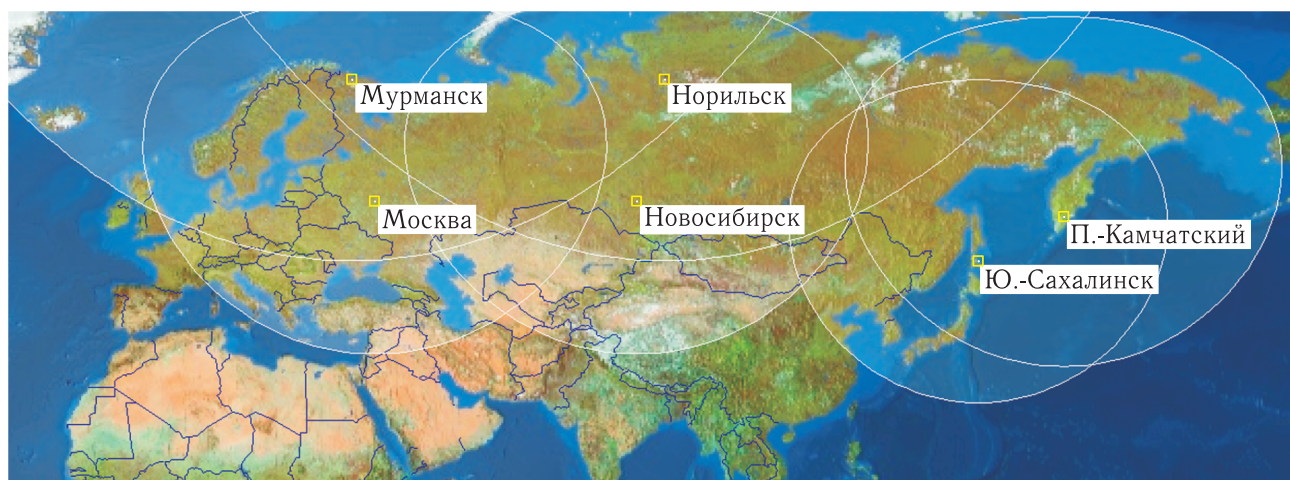 Мурманск
Норильск
Москва
Новосибирск
П.-Камчатский
Ю.-Сахалинск